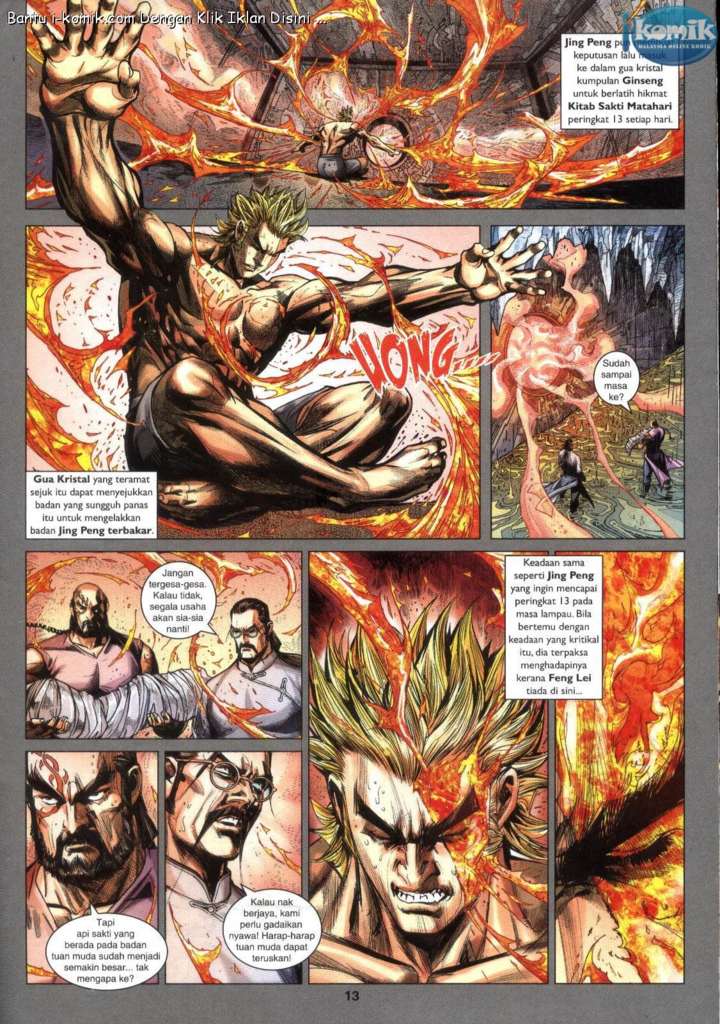 Bantu i-komik.com Dengan Klik Iklan Disini ...
komik
MALAYSIA ONLINE KOMIK
Jing Peng pun
keputusan lalu masuk
ke dalam gua kristal
kumpulan Ginseng
untuk berlatih hikmat
Kitab Sakti Matahari
peringkat 13 setiap hari.
UONG....
Gua Kristal yang teramat
sejuk itu dapat menyejukkan
badan yang sungguh panas
itu untuk mengelakkan
badan Jing Peng terbakar.
Sudah
sampai
masa
ke?
Jangan
tergesa-gesa.
Kalau tidak,
segala usaha
akan sia-sia
nanti!
Keadaan sama
seperti Jing Peng
yang ingin mencapai
peringkat 13 pada
masa lampau. Bila
bertemu dengan
keadaan yang kritikal
itu, dia terpaksa
menghadapinya
kerana Feng Lei
tiada di sini...
Tapi
api sakti yang
berada pada badan
tuan muda sudah menjadi
semakin besar... tak
mengapa ke?
Kalau nak
berjaya, kami
perlu gadaikan
nyawa! Harap-harap
tuan muda dapat
teruskan!
13